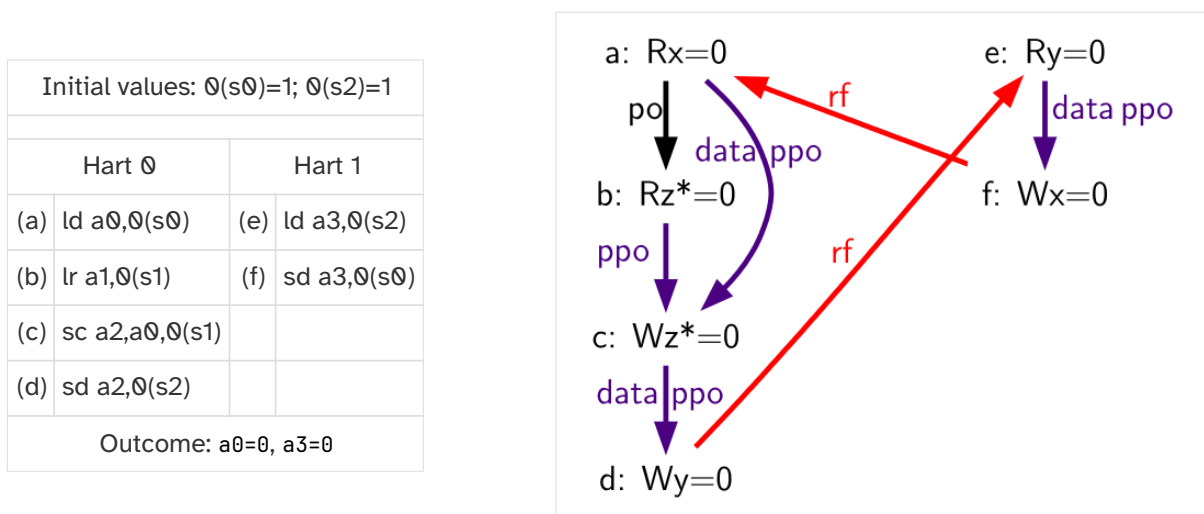 Initial values: 0(s0)=1; 0(s2)=1
Hart 0 Hart 1
(a) ld a0,0(s0) (e) ld a3,0(s2)
(b) lr a1,0(s1) (f) sd a3,0(s0)
(c) sc a2,a0,0(s1)
(d) sd a2,0(s2)
Outcome: a0=0, a3=0
a: Rx=0
e: Ry=0
rf
po
data ppo
data ppo
b: Rz*=0
f: Wx=0
ppo
rf
c: Wz*=0
data ppo
d: Wy=0